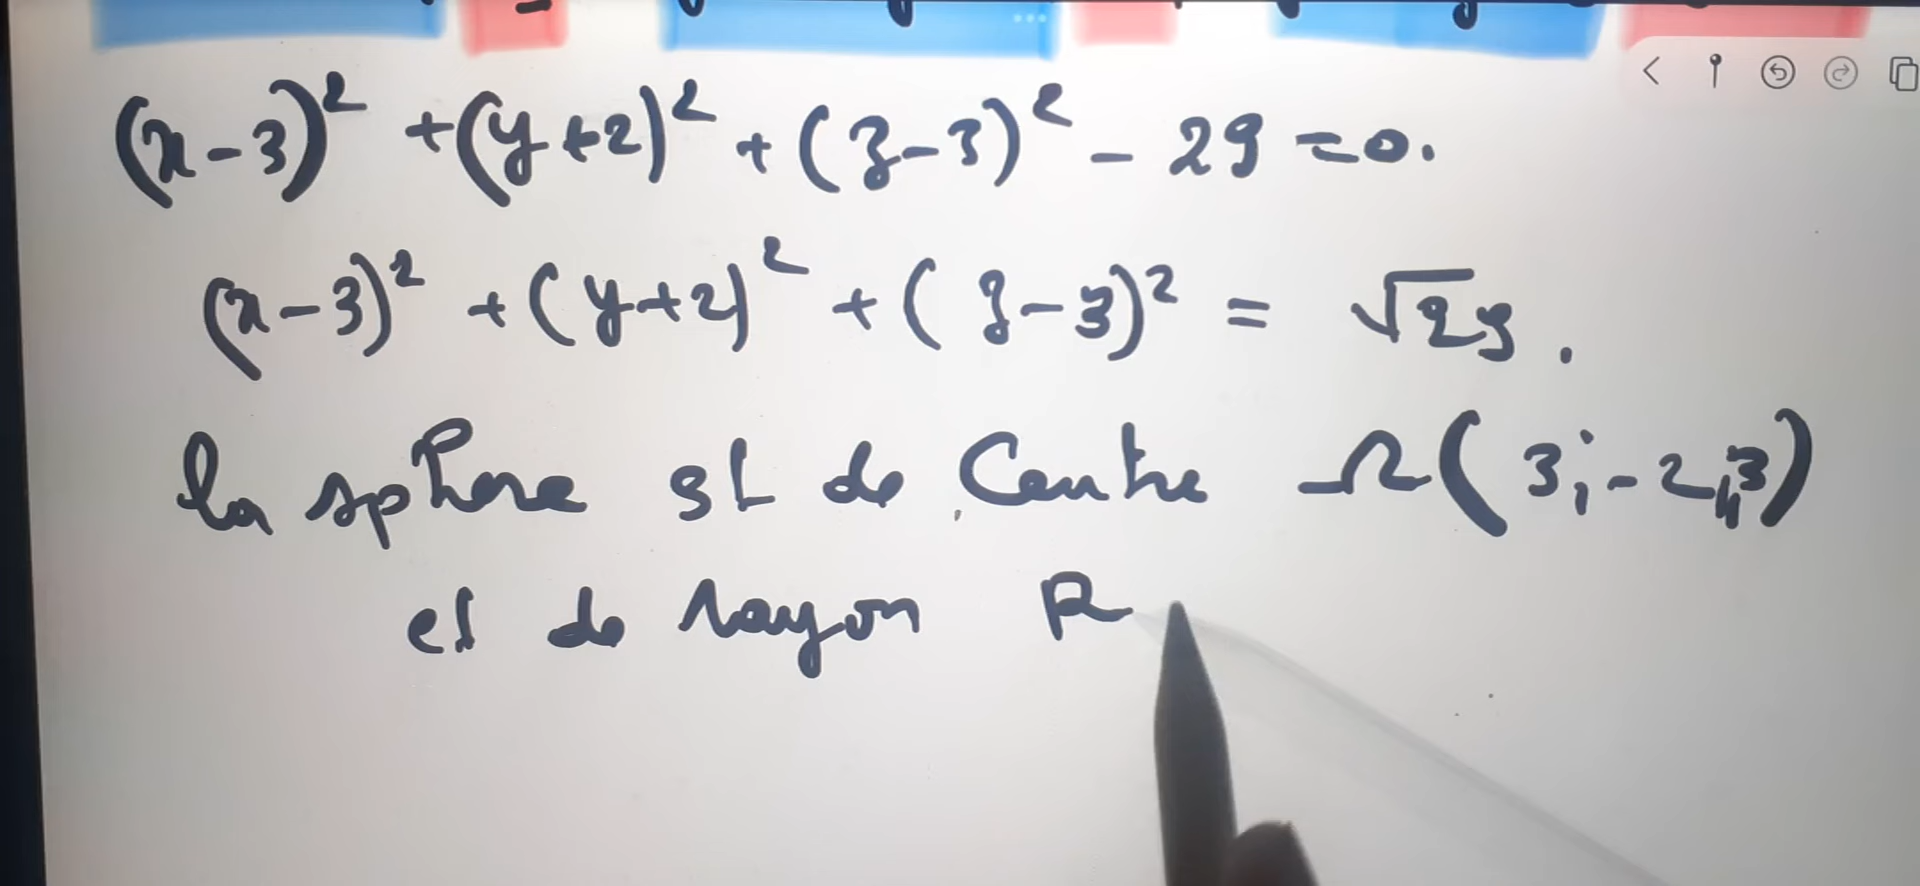 (x-3)² +(y+2)² + (z-3)² - 29 = 0.
(x-3)² + (y+2)² + (z-3)² = √29.
la sphere est de Centre Ω(3;-2;3)
et de rayon R